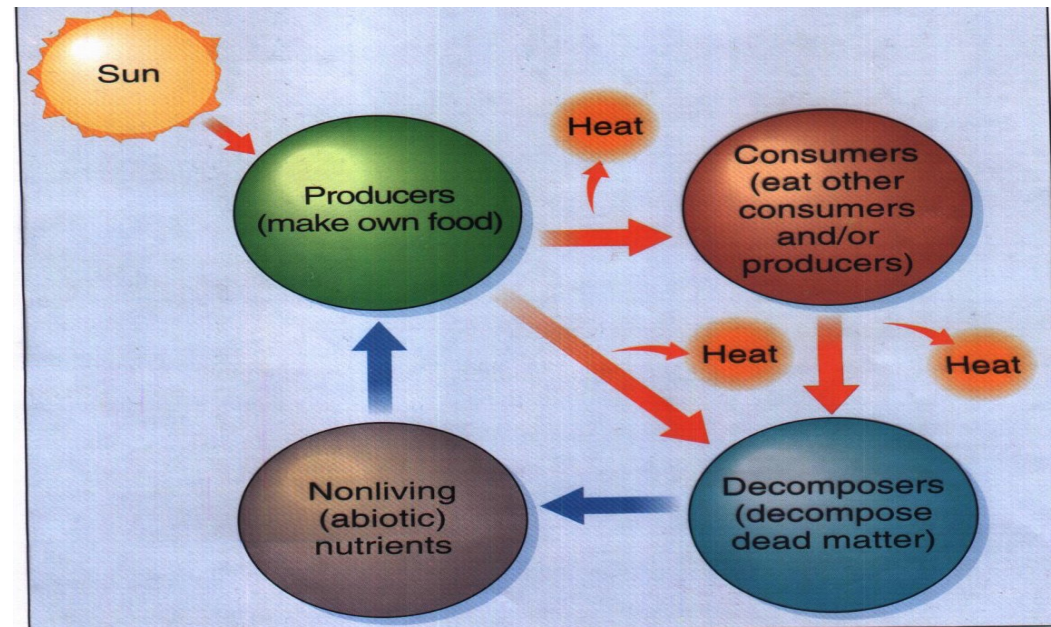 Sun
Heat
Producers
(make own food)
Consumers
(eat other
consumers
and/or
producers)
Heat
Heat
Nonliving
(abiotic)
nutrients
Decomposers
(decompose
dead matter)